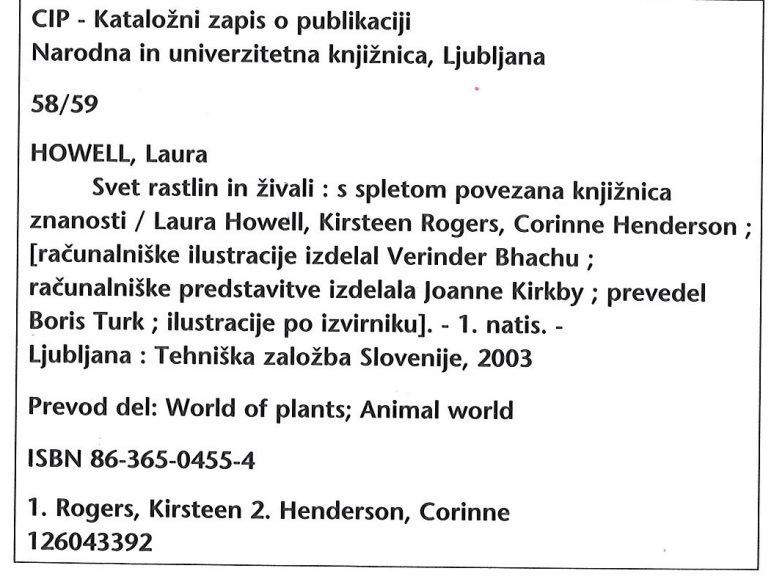 CIP - Kataložni zapis o publikaciji
Narodna in univerzitetna knjižnica, Ljubljana
58/59
HOWELL, Laura
Svet rastlin in živali : s spletom povezana knjižnica
znanosti / Laura Howell, Kirsteen Rogers, Corinne Henderson ;
[računalniške ilustracije izdelal Verinder Bhachu ;
računalniške predstavitve izdelala Joanne Kirkby ; prevedel
Boris Turk ; ilustracije po izvirniku]. - 1. natis. -
Ljubljana : Tehniška založba Slovenije, 2003
Prevod del: World of plants; Animal world
ISBN 86-365-0455-4
1. Rogers, Kirsteen 2. Henderson, Corinne
126043392